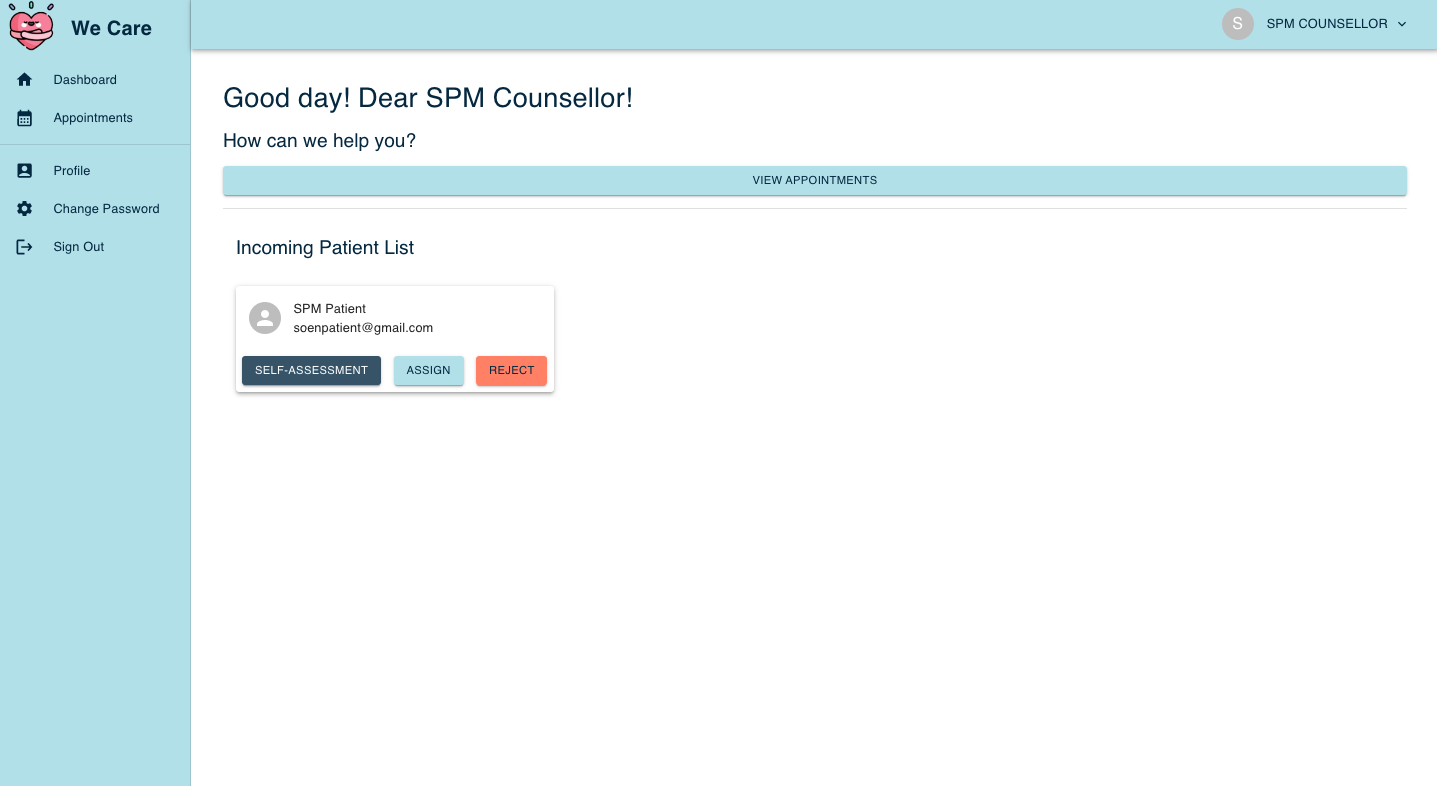 We Care
S
SPM COUNSELLOR
Dashboard
Appointments
Profile
Change Password
Sign Out
Good day! Dear SPM Counsellor!
How can we help you?
VIEW APPOINTMENTS
Incoming Patient List
SPM Patient
soenpatient@gmail.com
SELF-ASSESSMENT ASSIGN REJECT